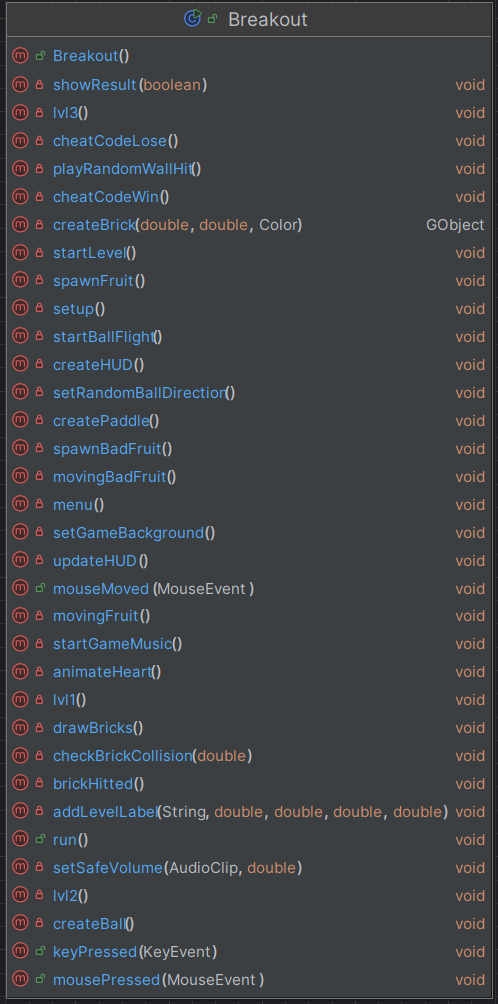 Breakout
Breakout()
showResult(boolean) void
lvl3() void
cheatCodeLose() void
playRandomWallHit() void
cheatCodeWin() void
createBrick(double, double, Color) GObject
startLevel() void
spawnFruit() void
setup() void
startBallFlight() void
createHUD() void
setRandomBallDirection() void
createPaddle() void
spawnBadFruit() void
movingBadFruit() void
menu() void
setGameBackground() void
updateHUD() void
mouseMoved(MouseEvent) void
movingFruit() void
startGameMusic() void
animateHeart() void
lvl1() void
drawBricks() void
checkBrickCollision(double) void
brickHitted() void
addLevelLabel(String, double, double, double, double) void
run() void
setSafeVolume(AudioClip, double) void
lvl2() void
createBall() void
keyPressed(KeyEvent) void
mousePressed(MouseEvent) void